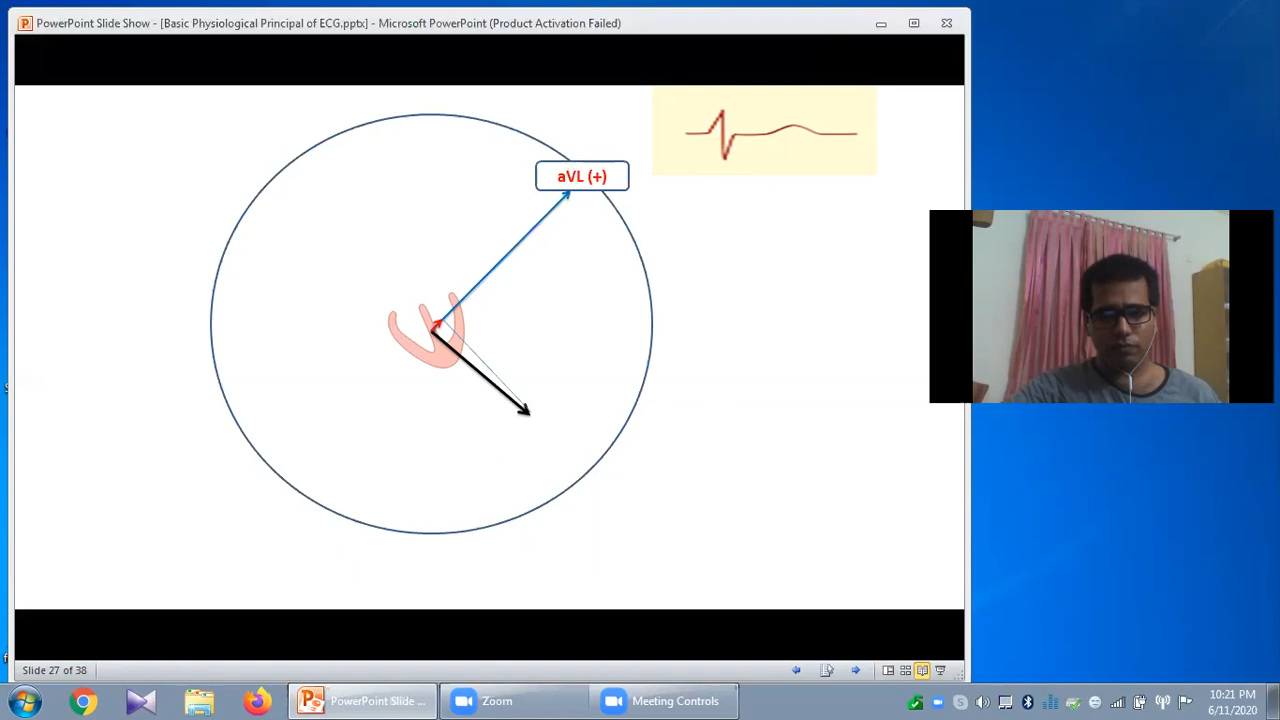 PowerPoint Slide Show - [Basic Physiological Principal of ECG.pptx] - Microsoft PowerPoint (Product Activation Failed)
aVL (+)
Slide 27 of 38
PowerPoint Slide ...
Zoom
Meeting Controls
10:21 PM
6/11/2020